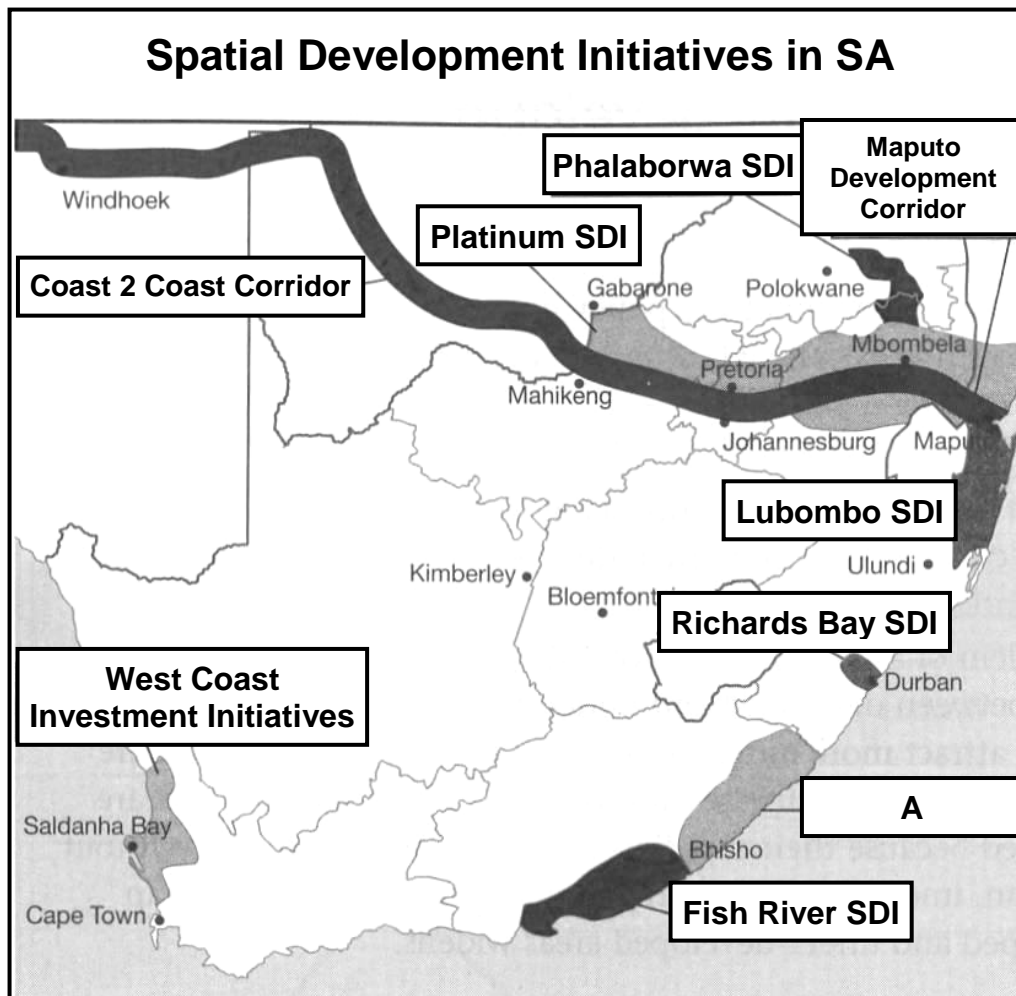 Spatial Development Initiatives in SA
Phalaborwa SDI
Maputo
Development
Corridor
Windhoek
Platinum SDI
Coast 2 Coast Corridor
Gabarone
Polokwane
Mbombela
Pretoria
Mahikeng
Johannesburg
Maputo
Lubombo SDI
Kimberley
Ulundi
Bloemfont
Richards Bay SDI
Durban
West Coast
Investment Initiatives
A
Saldanha Bay
Bhisho
Cape Town
Fish River SDI